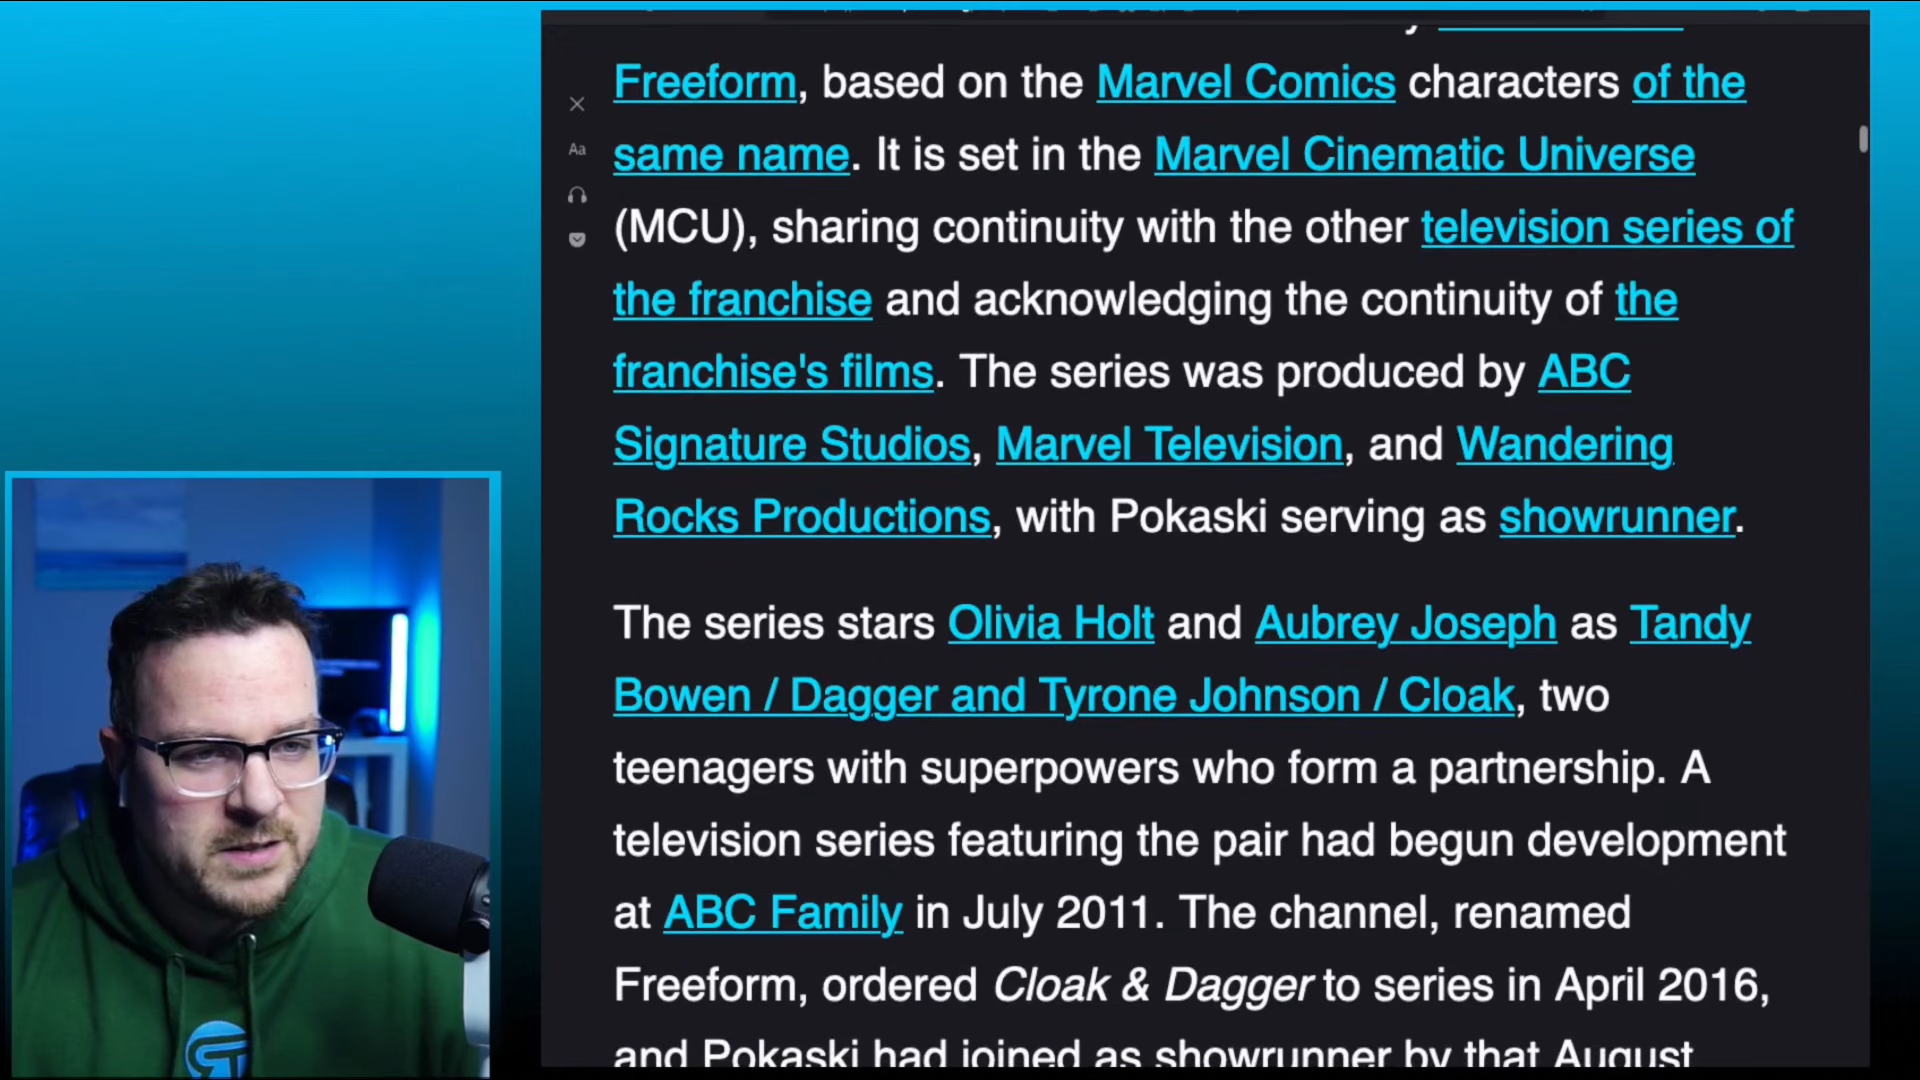 Freeform, based on the Marvel Comics characters of the
Aa
same name. It is set in the Marvel Cinematic Universe
(MCU), sharing continuity with the other television series of
the franchise and acknowledging the continuity of the
franchise's films. The series was produced by ABC
Signature Studios, Marvel Television, and Wandering
Rocks Productions, with Pokaski serving as showrunner.
The series stars Olivia Holt and Aubrey Joseph as Tandy
Bowen / Dagger and Tyrone Johnson / Cloak, two
teenagers with superpowers who form a partnership. A
television series featuring the pair had begun development
at ABC Family in July 2011. The channel, renamed
Freeform, ordered Cloak & Dagger to series in April 2016,
and Pokaski had joined as showrunner by that August